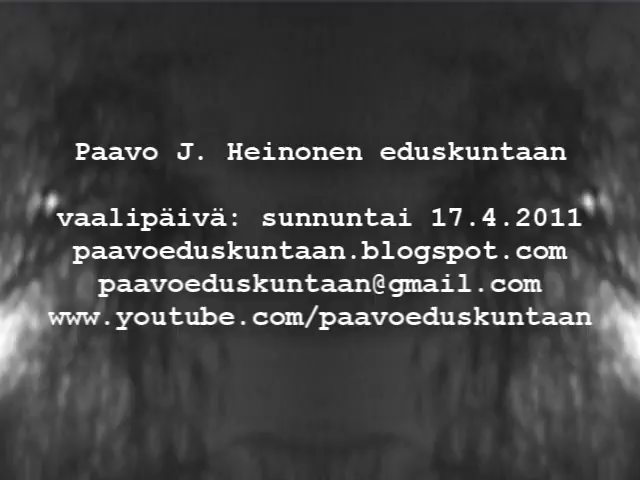 Paavo J. Heinonen eduskuntaan
vaalipäivä: sunnuntai 17.4.2011
paavoeduskuntaan.blogspot.com
paavoeduskuntaan@gmail.com
www.youtube.com/paavoeduskuntaan